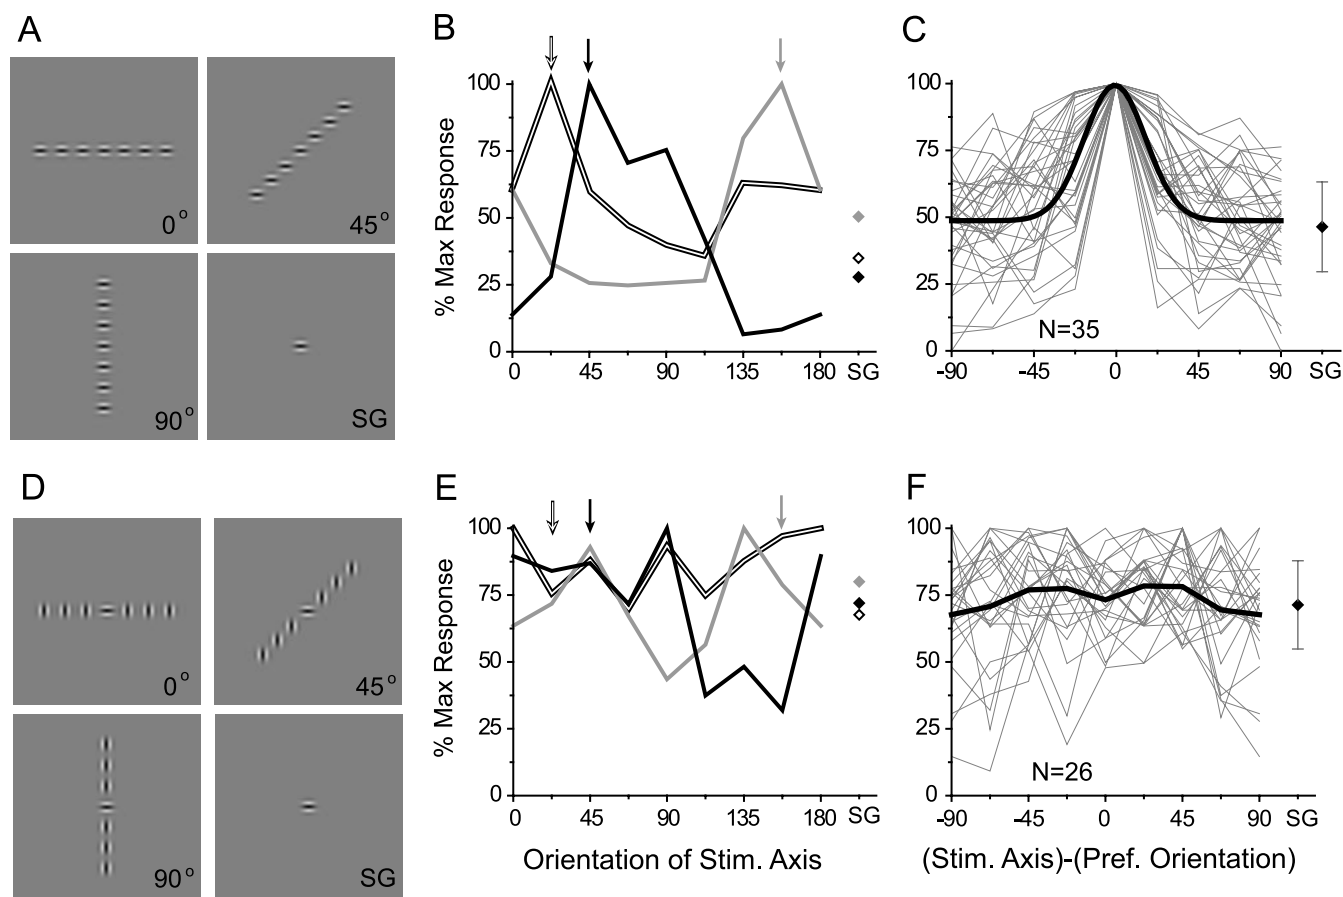 A
0°
45°
90°
SG
B
% Max Response
100
75
50
25
0
0 45 90 135 180 SG
C
100
75
50
25
0
N=35
-90 -45 0 45 90 SG
D
0°
45°
90°
SG
E
% Max Response
100
75
50
25
0
0 45 90 135 180 SG
Orientation of Stim. Axis
F
100
75
50
25
0
N=26
-90 -45 0 45 90 SG
(Stim. Axis)-(Pref. Orientation)